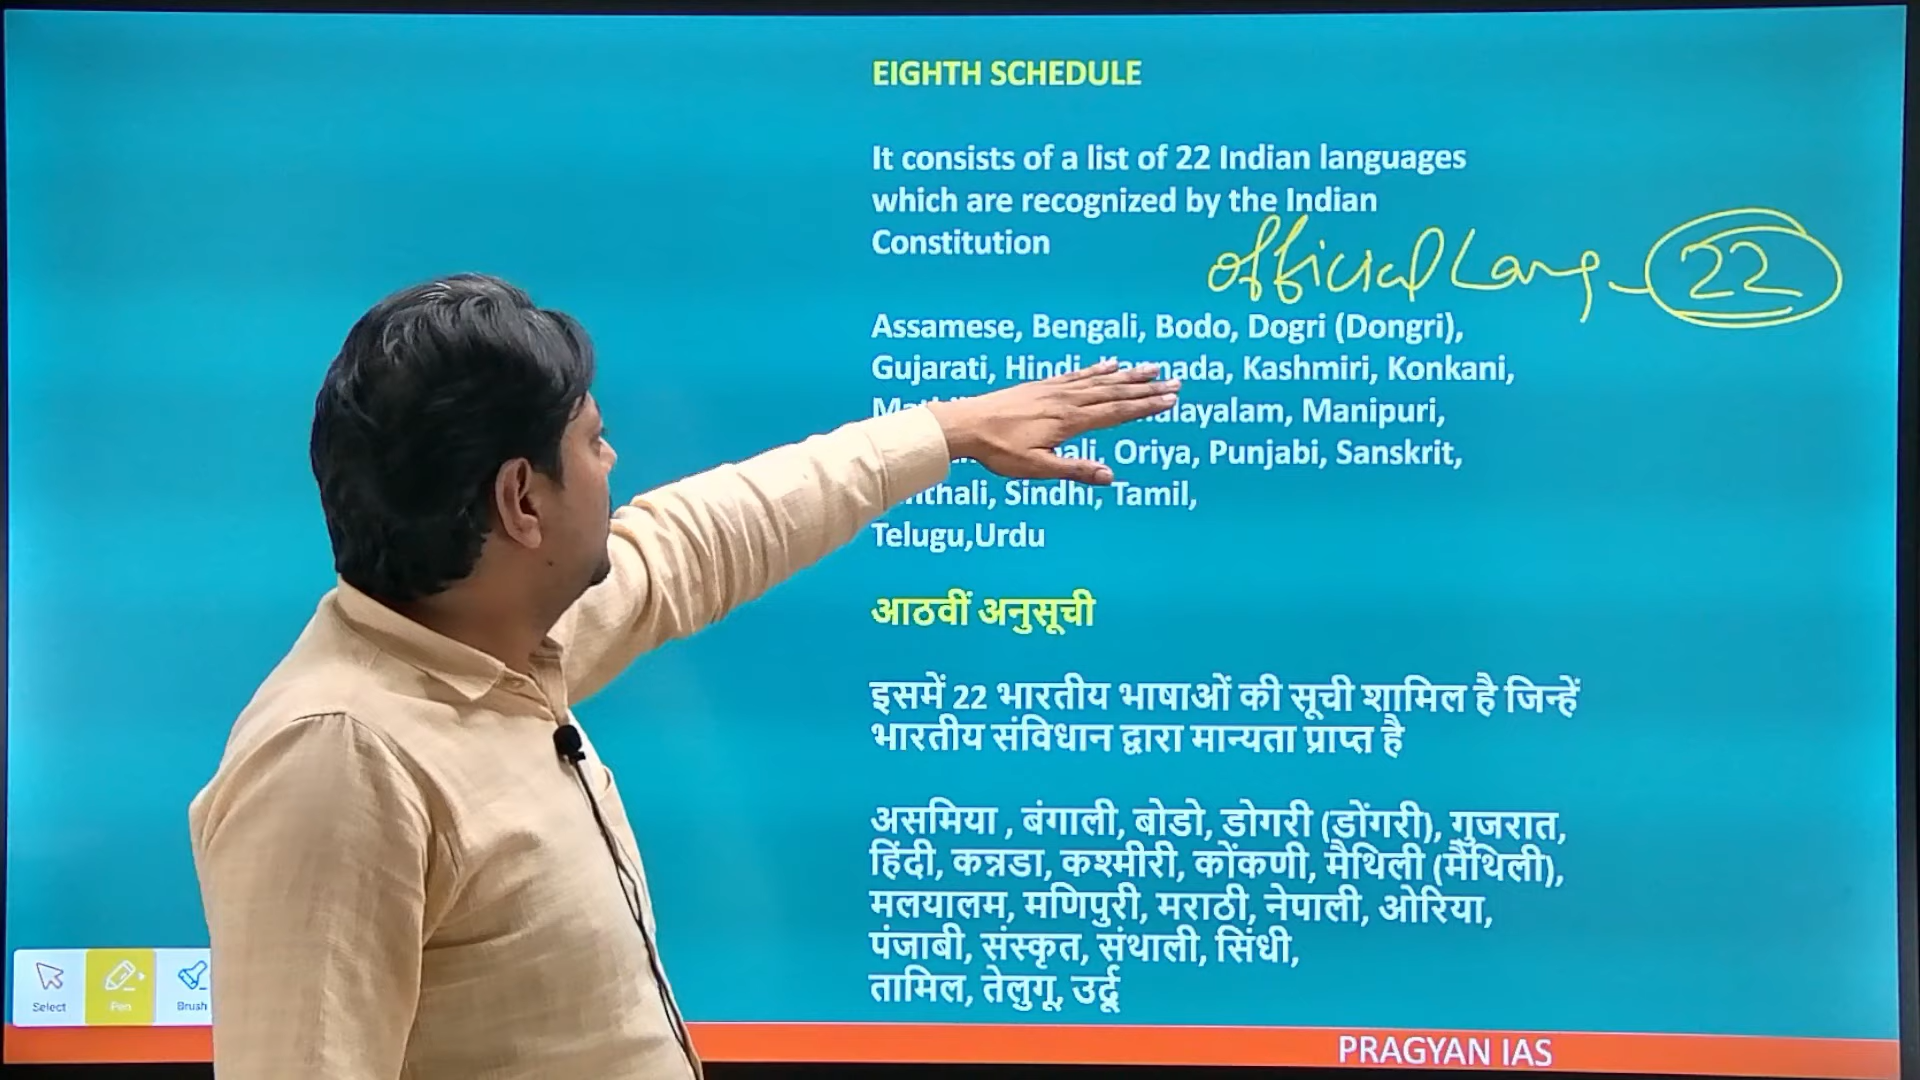 EIGHTH SCHEDULE
It consists of a list of 22 Indian languages
which are recognized by the Indian
Constitution
official Lang - 22
Assamese, Bengali, Bodo, Dogri (Dongri),
Gujarati, Hindi, Kannada, Kashmiri, Konkani,
Malayalam, Manipuri,
Oriya, Punjabi, Sanskrit,
Sindhi, Tamil,
Telugu,Urdu
आठवीं अनुसूची
इसमें 22 भारतीय भाषाओं की सूची शामिल है जिन्हें
भारतीय संविधान द्वारा मान्यता प्राप्त है
असमिया , बंगाली, बोडो, डोगरी (डोंगरी), गुजरात,
हिंदी, कन्नडा, कश्मीरी, कोंकणी, मैथिली (मैंथिली),
मलयालम, मणिपुरी, मराठी, नेपाली, ओरिया,
पंजाबी, संस्कृत, संथाली, सिंधी,
तामिल, तेलुगू, उर्दू
Select
Pen
Brush
PRAGYAN IAS